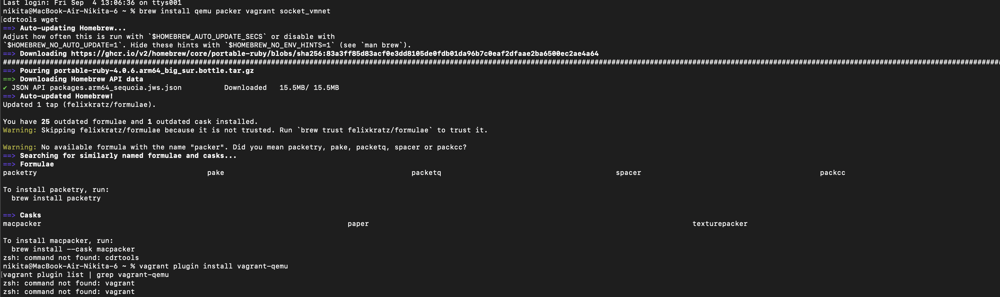 Last login: Fri Sep  4 13:06:36 on ttys001
nikita@MacBook-Air-Nikita-6 ~ % brew install qemu packer vagrant socket_vmnet
[cdrtools wget
==> Auto-updating Homebrew...
Adjust how often this is run with `$HOMEBREW_AUTO_UPDATE_SECS` or disable with
`$HOMEBREW_NO_AUTO_UPDATE=1`. Hide these hints with `$HOMEBREW_NO_ENV_HINTS=1` (see `man brew`).
==> Downloading https://ghcr.io/v2/homebrew/core/portable-ruby/blobs/sha256:83a3ff85d83acf0e3dd8105de0fdb01da96b7c0eaf2dfaae2ba6500ec2ae4a64
##########################################################################################################################################################################################################################################
==> Pouring portable-ruby-4.0.6.arm64_big_sur.bottle.tar.gz
==> Downloading Homebrew API data
✔ JSON API packages.arm64_sequoia.jws.json          Downloaded   15.5MB/ 15.5MB
==> Auto-updated Homebrew!
Updated 1 tap (felixkratz/formulae).
You have 25 outdated formulae and 1 outdated cask installed.
Warning: Skipping felixkratz/formulae because it is not trusted. Run `brew trust felixkratz/formulae` to trust it.
Warning: No available formula with the name "packer". Did you mean packetry, pake, packetq, spacer or packcc?
==> Searching for similarly named formulae and casks...
==> Formulae
packetry pake packetq spacer packcc
To install packetry, run:
  brew install packetry
==> Casks
macpacker paper texturepacker
To install macpacker, run:
  brew install --cask macpacker
zsh: command not found: cdrtools
nikita@MacBook-Air-Nikita-6 ~ % vagrant plugin install vagrant-qemu
[vagrant plugin list | grep vagrant-qemu
zsh: command not found: vagrant
zsh: command not found: vagrant